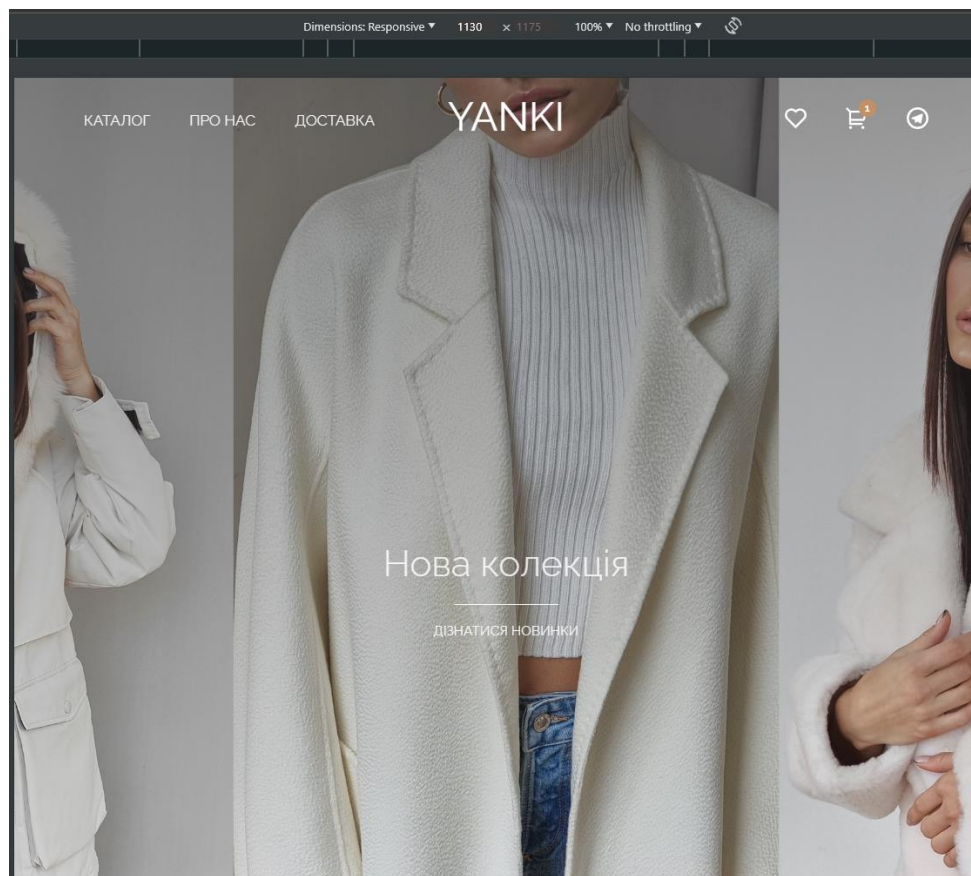 Dimensions: Responsive ▼ 1130 × 1175 100% ▼ No throttling ▼
КАТАЛОГ ПРО НАС ДОСТАВКА YANKI 1
Нова колекція
ДІЗНАТИСЯ НОВИНКИ